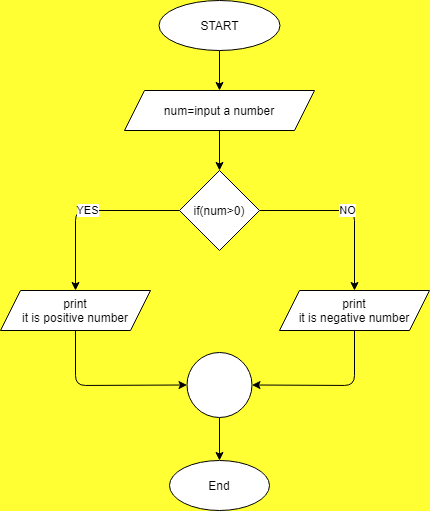 START
num=input a number
if(num>0)
YES
NO
print
it is positive number
print
it is negative number
End